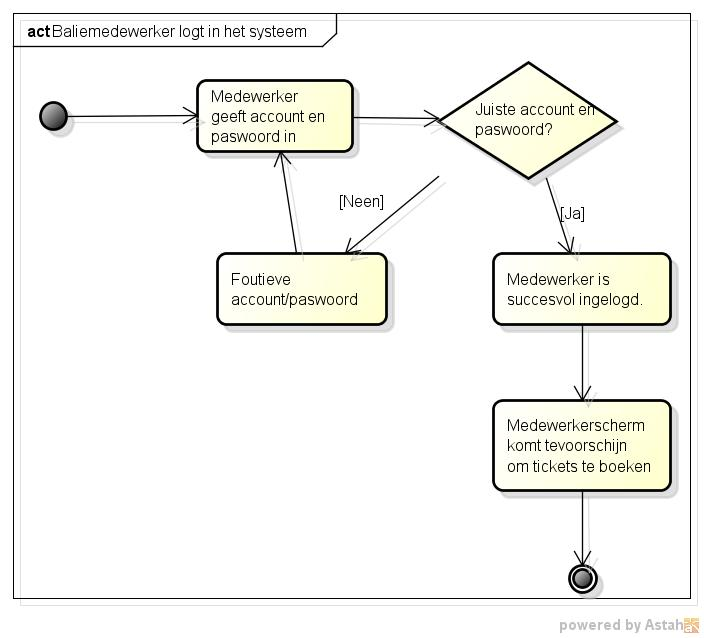 act Baliemedewerker logt in het systeem
Medewerker
geeft account en
paswoord in
Juiste account en
paswoord?
[Neen]
[Ja]
Foutieve
account/paswoord
Medewerker is
succesvol ingelogd.
Medewerkerscherm
komt tevoorschijn
om tickets te boeken
powered by Astah